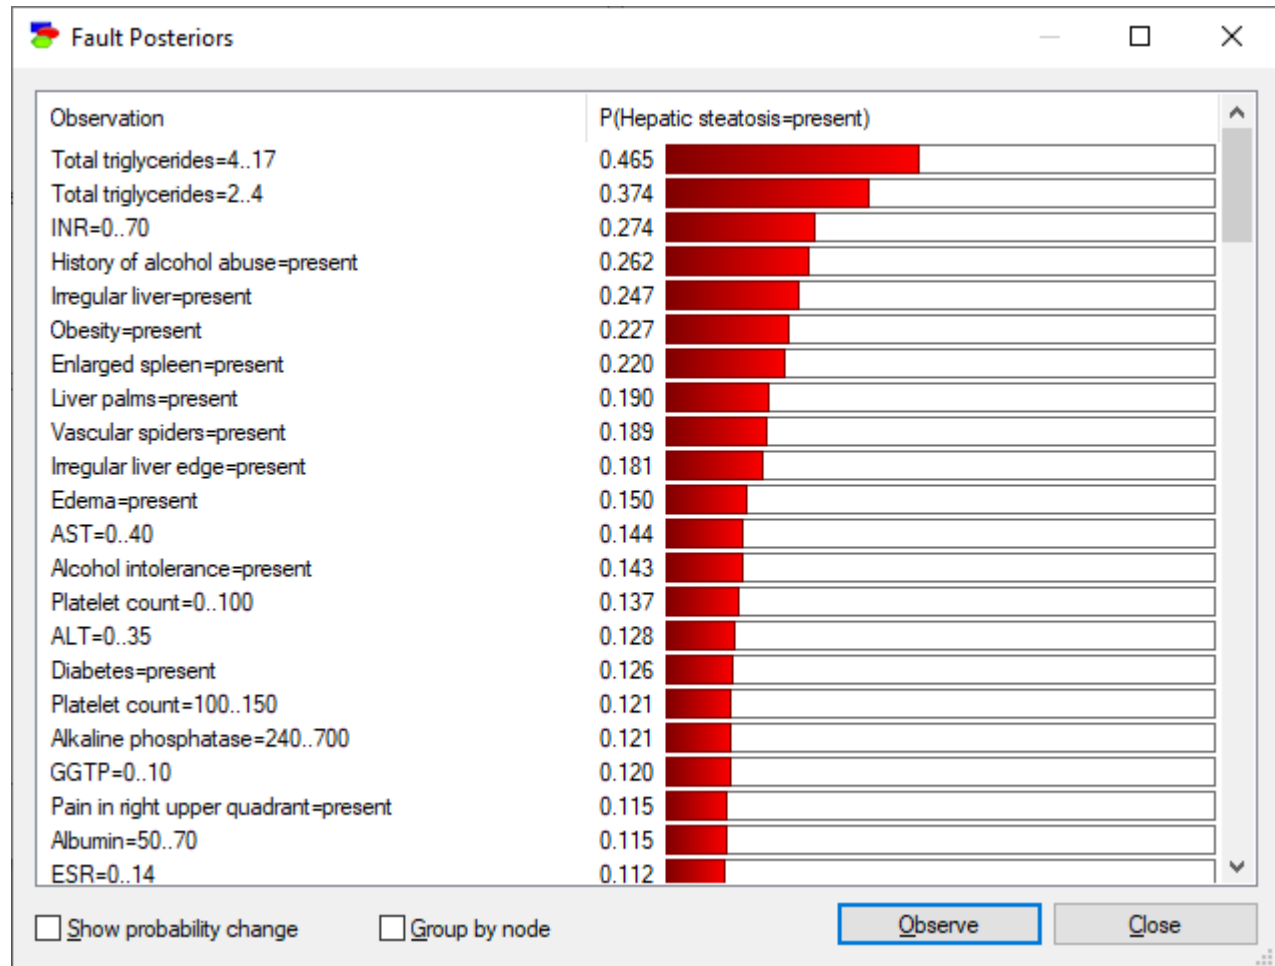 Fault Posteriors
Observation P(Hepatic steatosis=present)
Total triglycerides=4..17 0.465
Total triglycerides=2..4 0.374
INR=0..70 0.274
History of alcohol abuse=present 0.262
Irregular liver=present 0.247
Obesity=present 0.227
Enlarged spleen=present 0.220
Liver palms=present 0.190
Vascular spiders=present 0.189
Irregular liver edge=present 0.181
Edema=present 0.150
AST=0..40 0.144
Alcohol intolerance=present 0.143
Platelet count=0..100 0.137
ALT=0..35 0.128
Diabetes=present 0.126
Platelet count=100..150 0.121
Alkaline phosphatase=240..700 0.121
GGTP=0..10 0.120
Pain in right upper quadrant=present 0.115
Albumin=50..70 0.115
ESR=0..14 0.112
Show probability change Group by node Observe Close